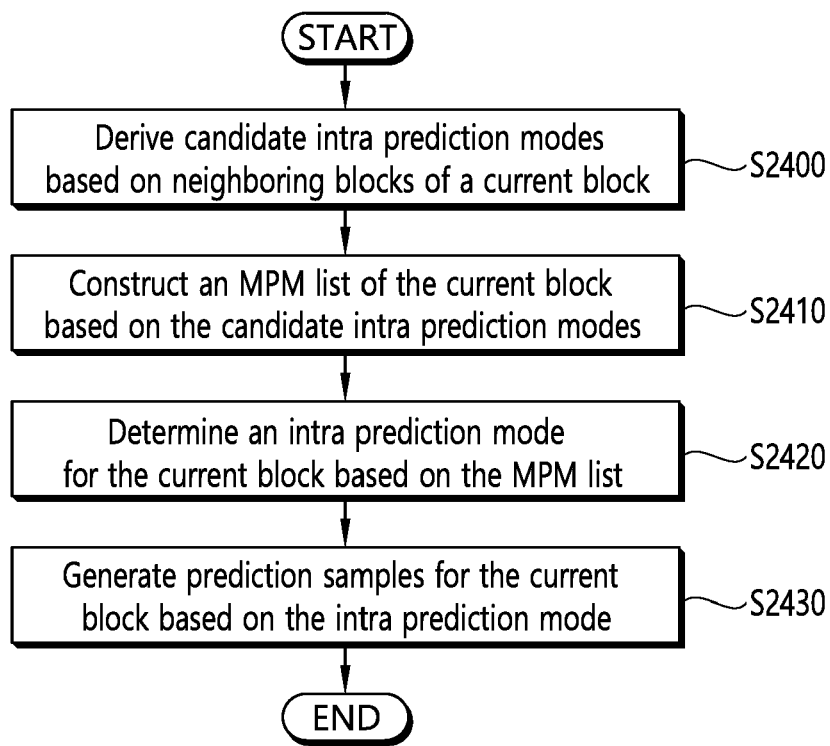 START
Derive candidate intra prediction modes
based on neighboring blocks of a current block
S2400
Construct an MPM list of the current block
based on the candidate intra prediction modes
S2410
Determine an intra prediction mode
for the current block based on the MPM list
S2420
Generate prediction samples for the current
block based on the intra prediction mode
S2430
END